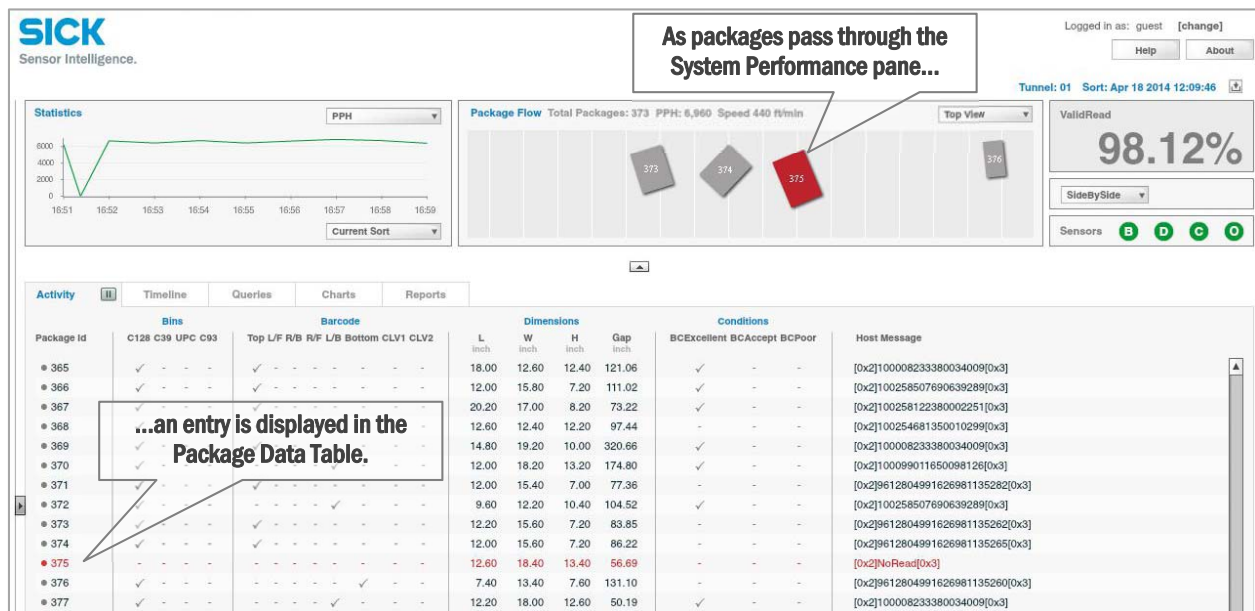 SICK
Sensor Intelligence.
As packages pass through the
System Performance pane...
Logged in as: guest [change]
Help About
Tunnel: 01 Sort: Apr 18 2014 12:09:46
Statistics PPH
6000
4000
2000
0
16:51 16:52 16:53 16:54 16:55 16:56 16:57 16:58 16:59
Current Sort
Package Flow Total Packages: 373 PPH: 6,960 Speed 440 ft/min Top View
373 374 375 376
ValidRead
98.12%
SideBySide
Sensors B D C O
Activity Timeline Queries Charts Reports
Bins Barcode Dimensions Conditions
Package Id C128 C39 UPC C93 Top L/F R/B R/F L/B Bottom CLV1 CLV2 L W H Gap BCExcellent BCAccept BCPoor Host Message
inch inch inch inch
365 ✓ - - - ✓ - - - - - - - 18.00 12.60 12.40 121.06 ✓ - - [0x2]100008233380034009[0x3]
366 ✓ - - - ✓ - - - - - - - 12.00 15.80 7.20 111.02 ✓ - - [0x2]100258507690639289[0x3]
367 20.20 17.00 8.20 73.22 ✓ - - [0x2]100258122380002251[0x3]
368 12.60 12.40 12.20 97.44 - - [0x2]100254681350010299[0x3]
369 14.80 19.20 10.00 320.66 ✓ - - [0x2]100008233380034009[0x3]
370 12.00 18.20 13.20 174.80 ✓ - - [0x2]100099011650098126[0x3]
371 12.00 15.40 7.00 77.36 - - - [0x2]9612804991626981135282[0x3]
372 ✓ - - - - - - - ✓ - - - 9.60 12.20 10.40 104.52 ✓ - - [0x2]100258507690639289[0x3]
373 ✓ - - - ✓ - - - - - - - 12.20 15.60 7.20 83.85 - - - [0x2]9612804991626981135262[0x3]
374 ✓ - - - ✓ - - - - - - - 12.00 15.60 7.20 86.22 - - - [0x2]9612804991626981135265[0x3]
375 - - - - - - - - - - - - 12.60 18.40 13.40 56.69 - - - [0x2]NoRead[0x3]
376 ✓ - - - - - - - - ✓ - - 7.40 13.40 7.60 131.10 - - - [0x2]9612804991626981135260[0x3]
377 ✓ - - - - - - - ✓ - - - 12.20 18.00 12.60 50.19 ✓ - - [0x2]100008233380034009[0x3]
...an entry is displayed in the
Package Data Table.